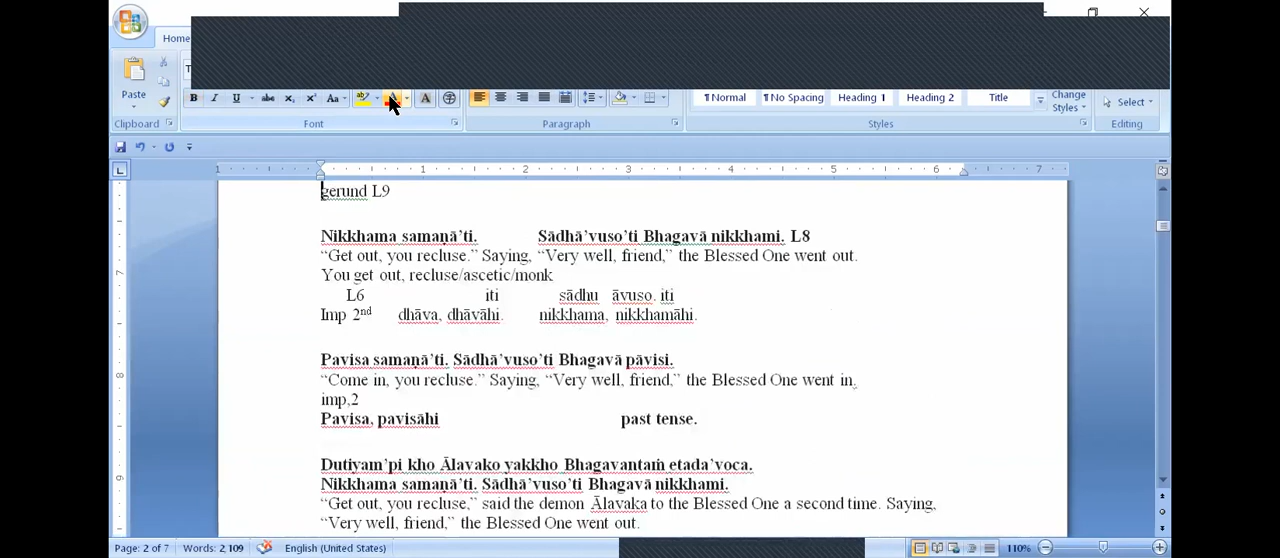 Home
Paste
Clipboard
Font
Paragraph
¶ Normal
¶ No Spacing
Heading 1
Heading 2
Title
Change Styles
Styles
Select
Editing
gerund L9
Nikkhama samaṇā’ti. Sādhā’vuso’ti Bhagavā nikkhami. L8
“Get out, you recluse.” Saying, “Very well, friend,” the Blessed One went out.
You get out, recluse/ascetic/monk
L6 iti sādhu āvuso. iti
Imp 2nd dhāva, dhāvāhi. nikkhama, nikkhamāhi.
Pavisa samaṇā’ti. Sādhā’vuso’ti Bhagavā pāvisi.
“Come in, you recluse.” Saying, “Very well, friend,” the Blessed One went in.
imp,2
Pavisa, pavisāhi past tense.
Dutiyam’pi kho Ālavako yakkho Bhagavantaṁ etada’voca.
Nikkhama samaṇā’ti. Sādhā’vuso’ti Bhagavā nikkhami.
“Get out, you recluse,” said the demon Ālavaka to the Blessed One a second time. Saying,
“Very well, friend,” the Blessed One went out.
Page: 2 of 7 Words: 2,109 English (United States) 110%